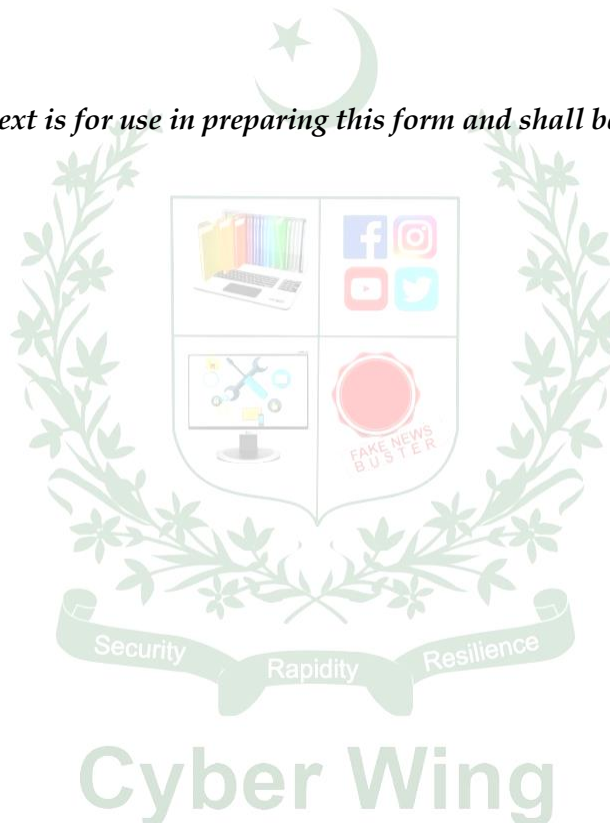 ext is for use in preparing this form and shall be
FAKE NEWS
BUSTER
Security Rapidity Resilience
Cyber Wing